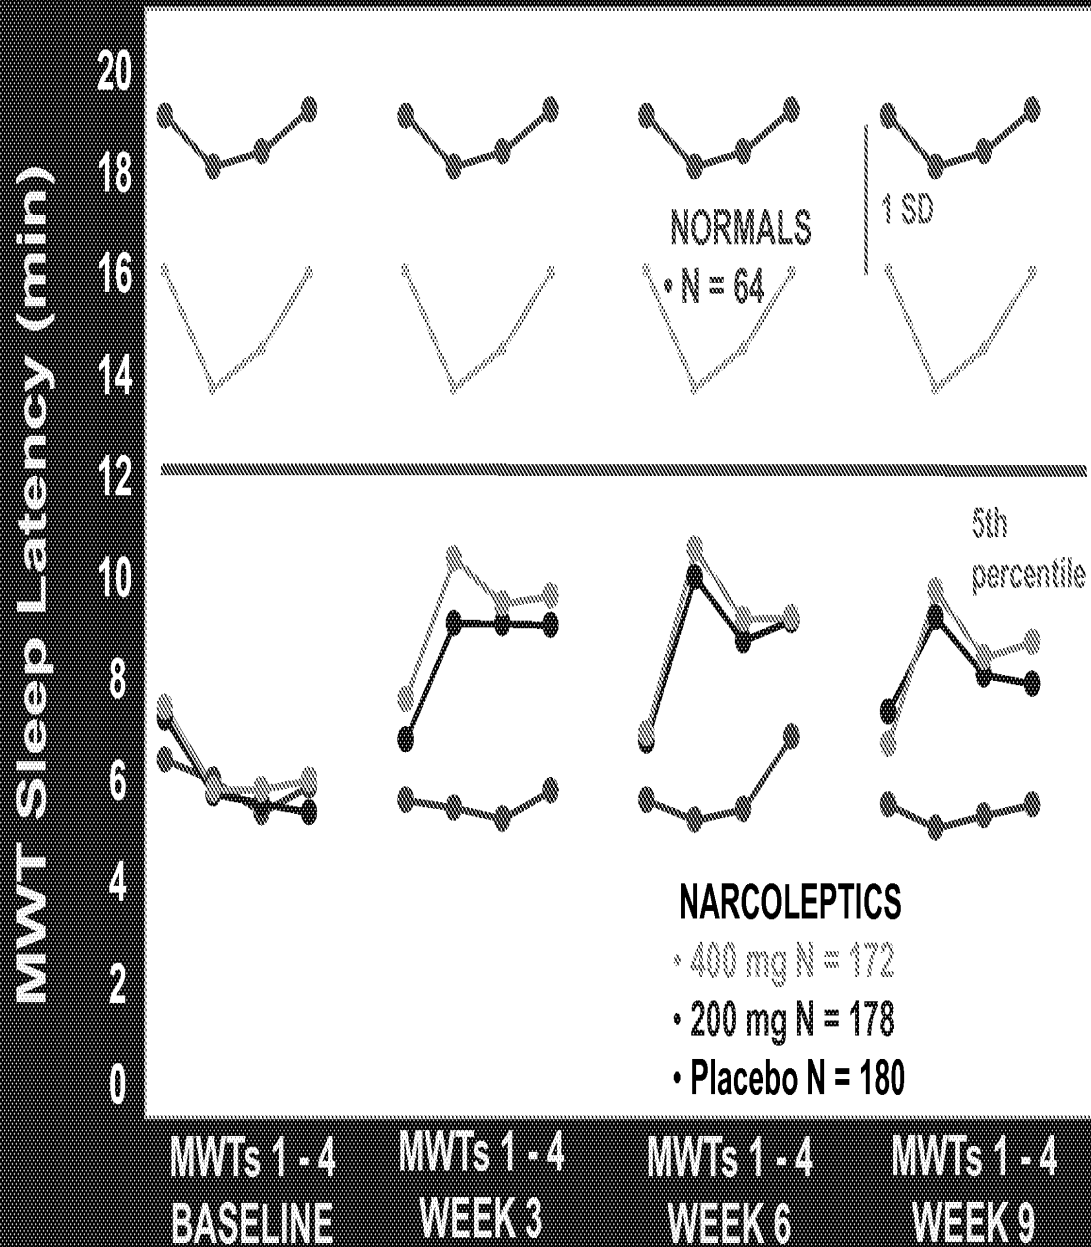 MWT Sleep Latency (min)
20
18
16
14
12
10
8
6
4
2
0
NORMALS
• N = 64
1 SD
5th
percentile
NARCOLEPTICS
• 400 mg N = 172
• 200 mg N = 178
• Placebo N = 180
MWTs 1 - 4
BASELINE
MWTs 1 - 4
WEEK 3
MWTs 1 - 4
WEEK 6
MWTs 1 - 4
WEEK 9